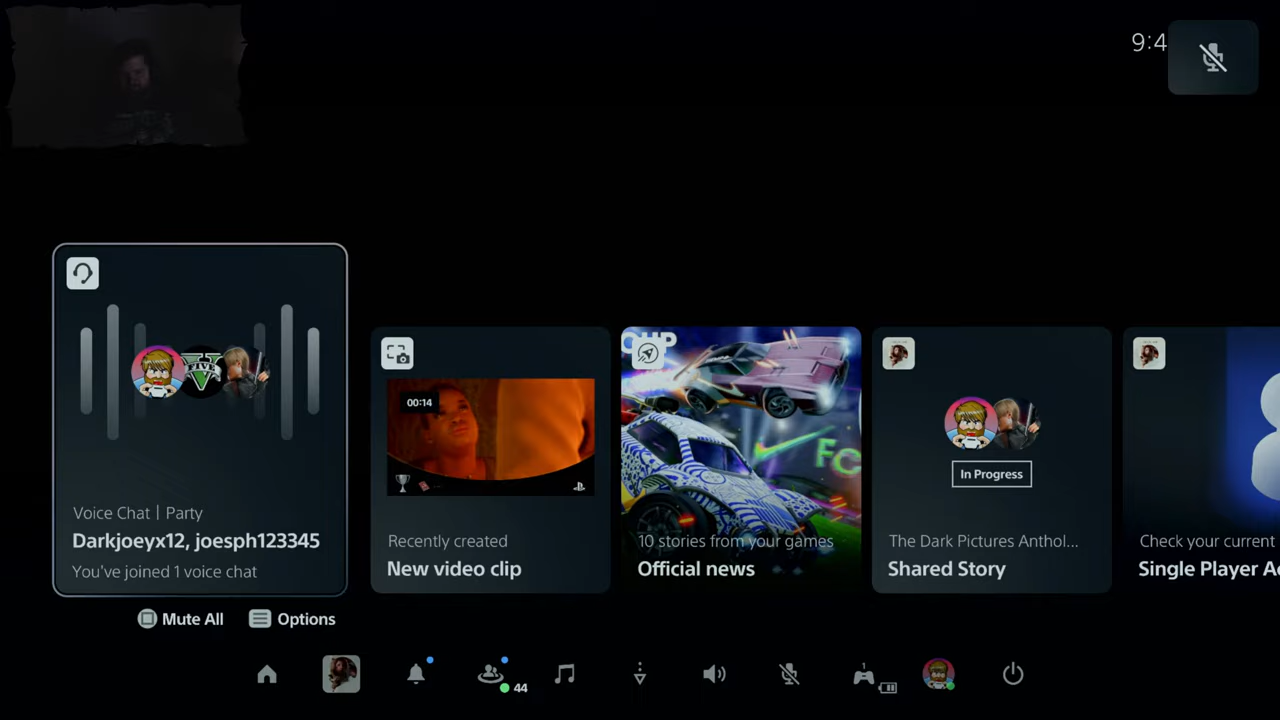 9:4
FIVE
Voice Chat | Party
Darkjoeyx12, joesph123345
You've joined 1 voice chat
Mute All
Options
00:14
Recently created
New video clip
10 stories from your games
Official news
In Progress
The Dark Pictures Anthol...
Shared Story
Check your current
Single Player A
44
1